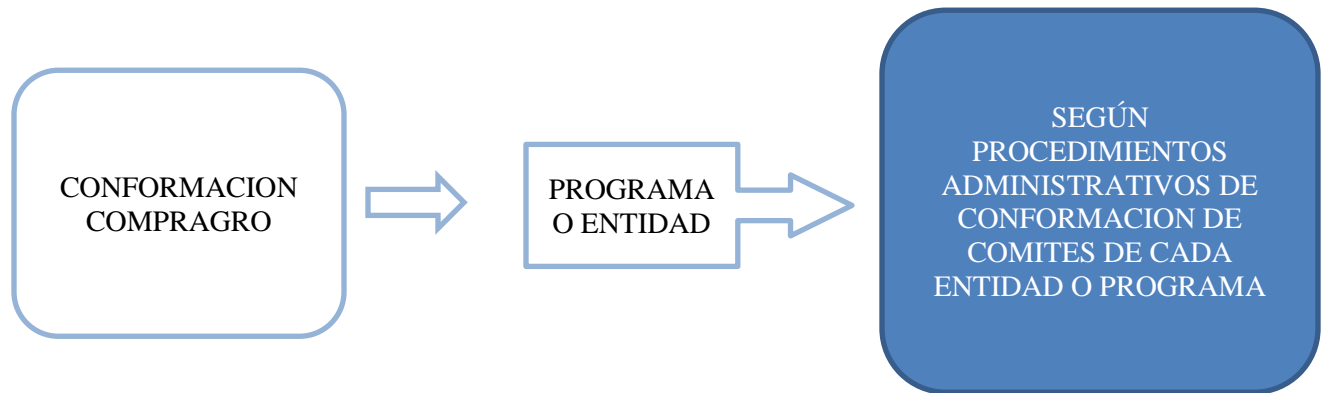 CONFORMACION
COMPRAGRO
PROGRAMA
O ENTIDAD
SEGÚN
PROCEDIMIENTOS
ADMINISTRATIVOS DE
CONFORMACION DE
COMITES DE CADA
ENTIDAD O PROGRAMA